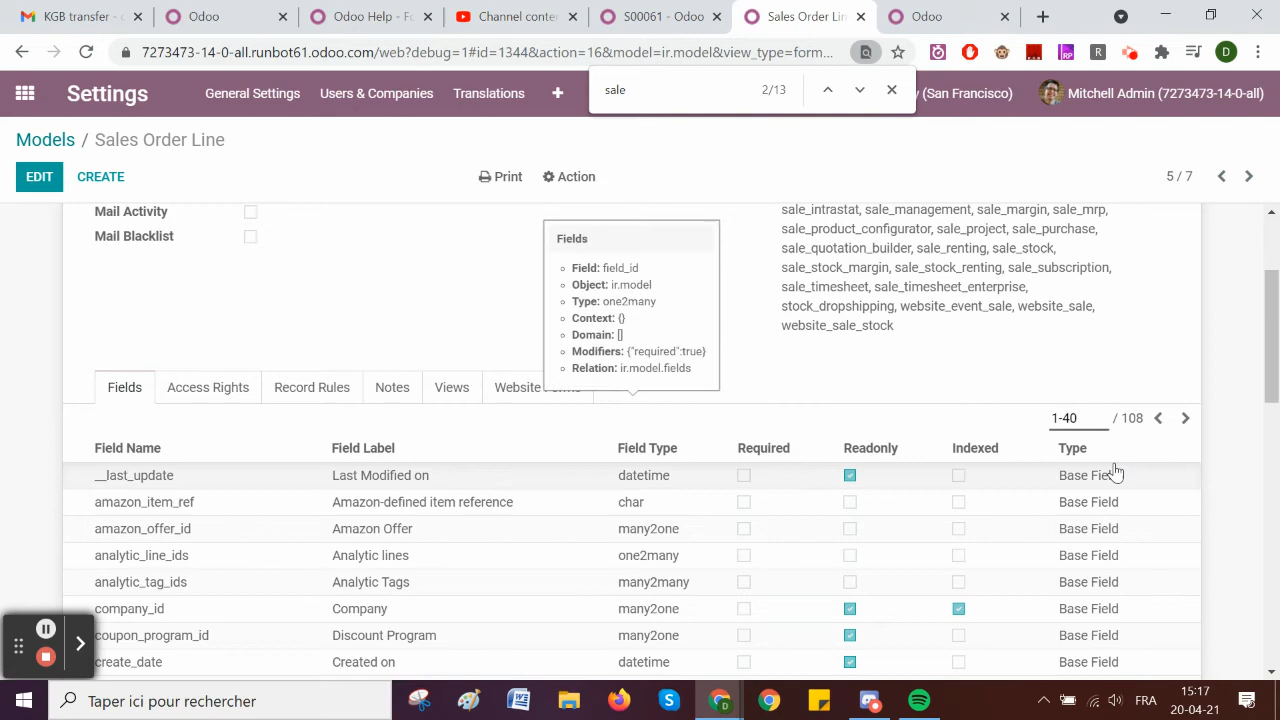 KGB transfer -
Odoo
Odoo Help - Fo
Channel conten
S00061 - Odoo
Sales Order Lin
Odoo
7273473-14-0-all.runbot61.odoo.com/web?debug=1#id=1344&action=16&model=ir.model&view_type=form...
D
sale
2/13
Settings
General Settings
Users & Companies
Translations
(San Francisco)
Mitchell Admin (7273473-14-0-all)
Models / Sales Order Line
EDIT
CREATE
Print
Action
5 / 7
Mail Activity
Mail Blacklist
sale_intrastat, sale_management, sale_margin, sale_mrp,
sale_product_configurator, sale_project, sale_purchase,
sale_quotation_builder, sale_renting, sale_stock,
sale_stock_margin, sale_stock_renting, sale_subscription,
sale_timesheet, sale_timesheet_enterprise,
stock_dropshipping, website_event_sale, website_sale,
website_sale_stock
Fields
Field: field_id
Object: ir.model
Type: one2many
Context: {}
Domain: []
Modifiers: {"required":true}
Relation: ir.model.fields
Fields
Access Rights
Record Rules
Notes
Views
Website Forms
1-40 / 108
Field Name Field Label Field Type Required Readonly Indexed Type
__last_update Last Modified on datetime Base Field
amazon_item_ref Amazon-defined item reference char Base Field
amazon_offer_id Amazon Offer many2one Base Field
analytic_line_ids Analytic lines one2many Base Field
analytic_tag_ids Analytic Tags many2many Base Field
company_id Company many2one Base Field
coupon_program_id Discount Program many2one Base Field
create_date Created on datetime Base Field
Taper ici pour rechercher
FRA
15:17
20-04-21